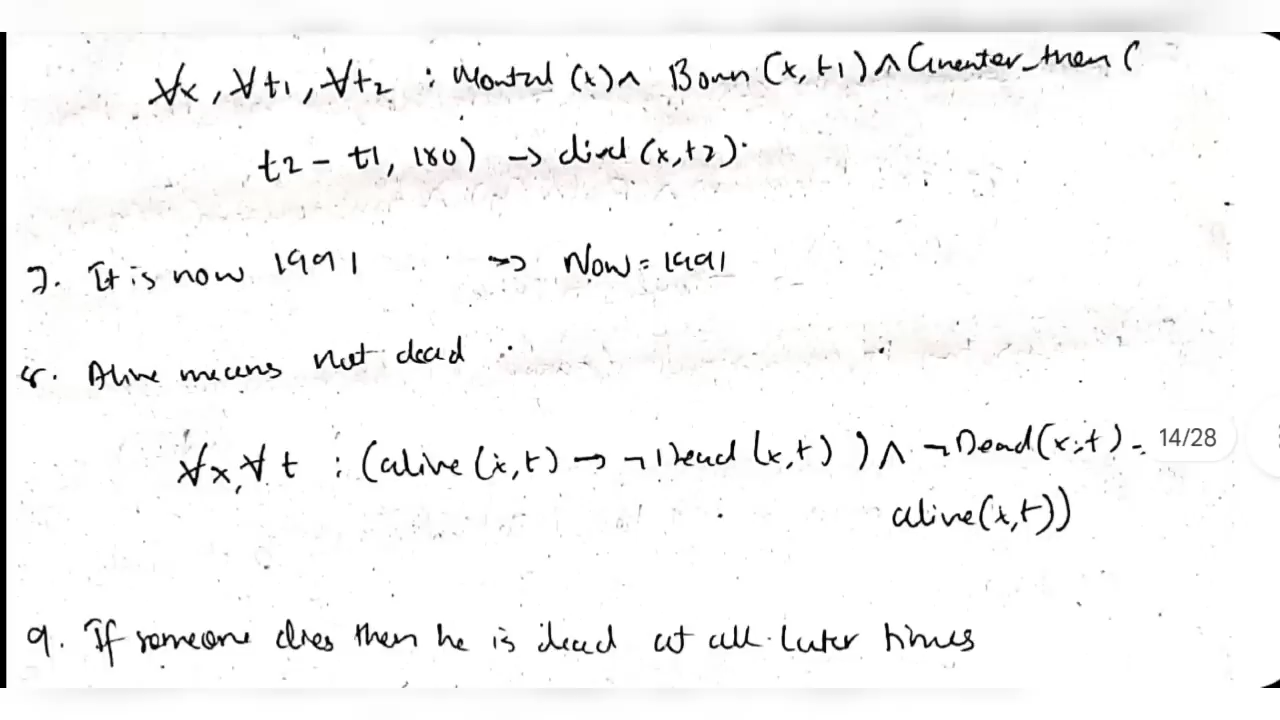 ∀x, ∀t1, ∀t2 : Mortal (x) ∧ Born (x, t1) ∧ Greater_then (
t2 - t1, 180) → died (x, t2).
7. It is now 1991 → Now = 1991
8. Alive means not dead
∀x, ∀t : (alive (x, t) → ¬Dead (x, t)) ∧ ¬Dead (x, t) -
14/28
alive (x, t))
9. If someone dies then he is dead at all later times